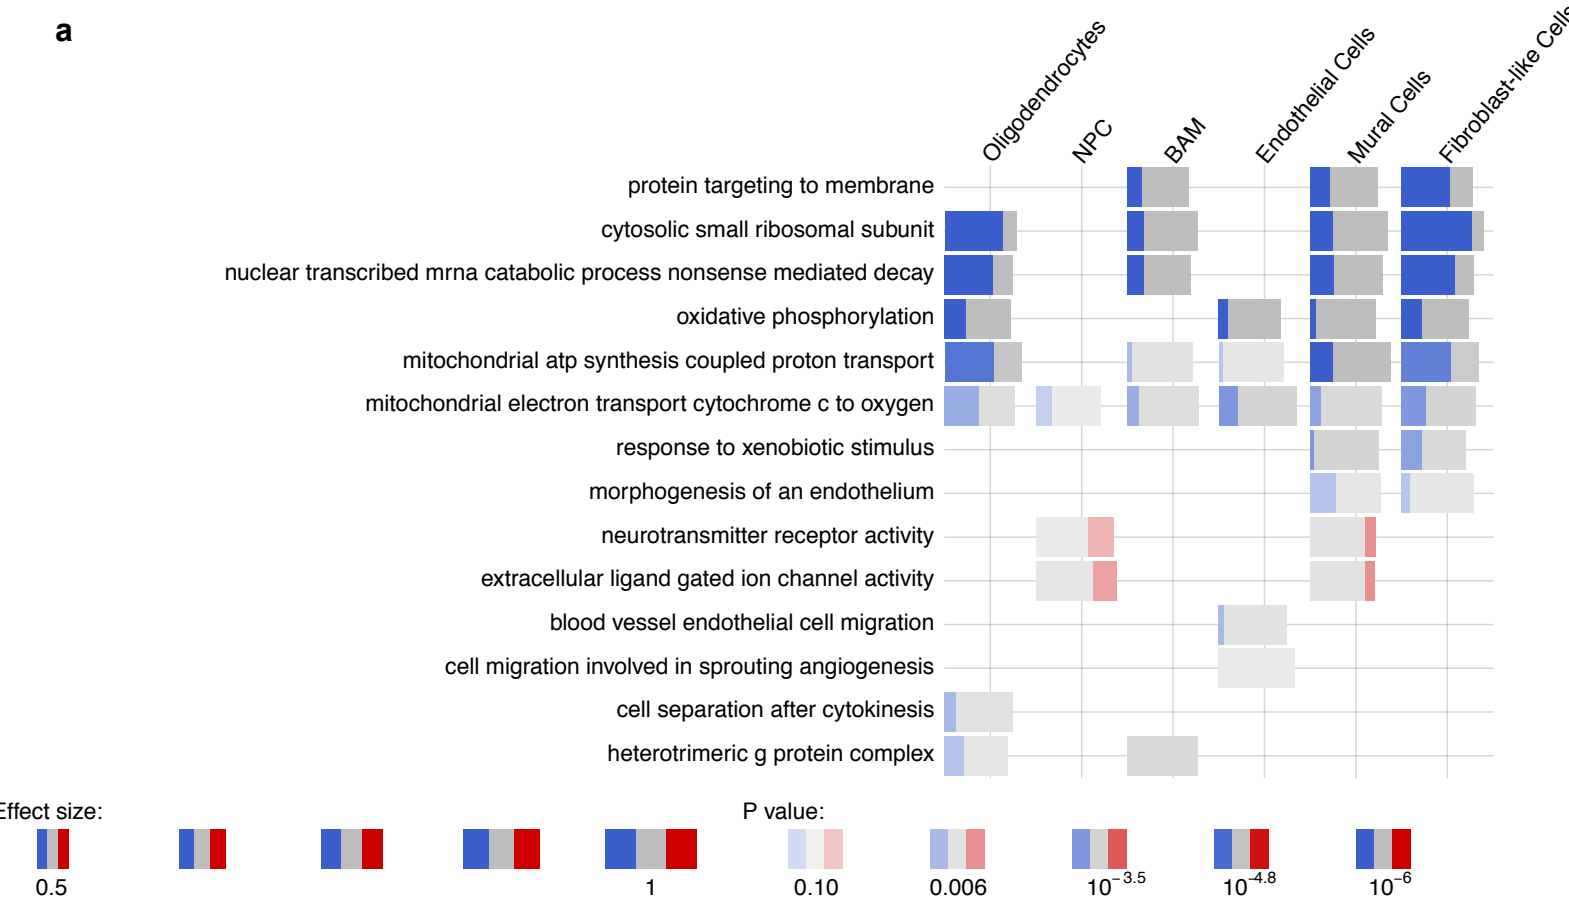 a
Oligodendrocytes
NPC
BAM
Endothelial Cells
Mural Cells
Fibroblast-like Cells
protein targeting to membrane
cytosolic small ribosomal subunit
nuclear transcribed mrna catabolic process nonsense mediated decay
oxidative phosphorylation
mitochondrial atp synthesis coupled proton transport
mitochondrial electron transport cytochrome c to oxygen
response to xenobiotic stimulus
morphogenesis of an endothelium
neurotransmitter receptor activity
extracellular ligand gated ion channel activity
blood vessel endothelial cell migration
cell migration involved in sprouting angiogenesis
cell separation after cytokinesis
heterotrimeric g protein complex
Effect size:
0.5
1
P value:
0.10
0.006
10⁻³·⁵
10⁻⁴·⁸
10⁻⁶